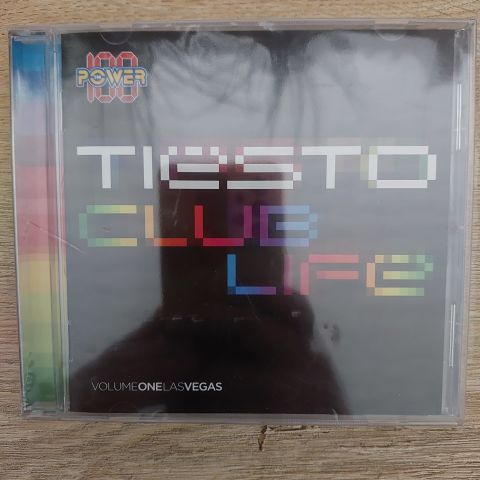 POWER 100
TIËSTO
CLUB
LIFE
VOLUMEONELASVEGAS